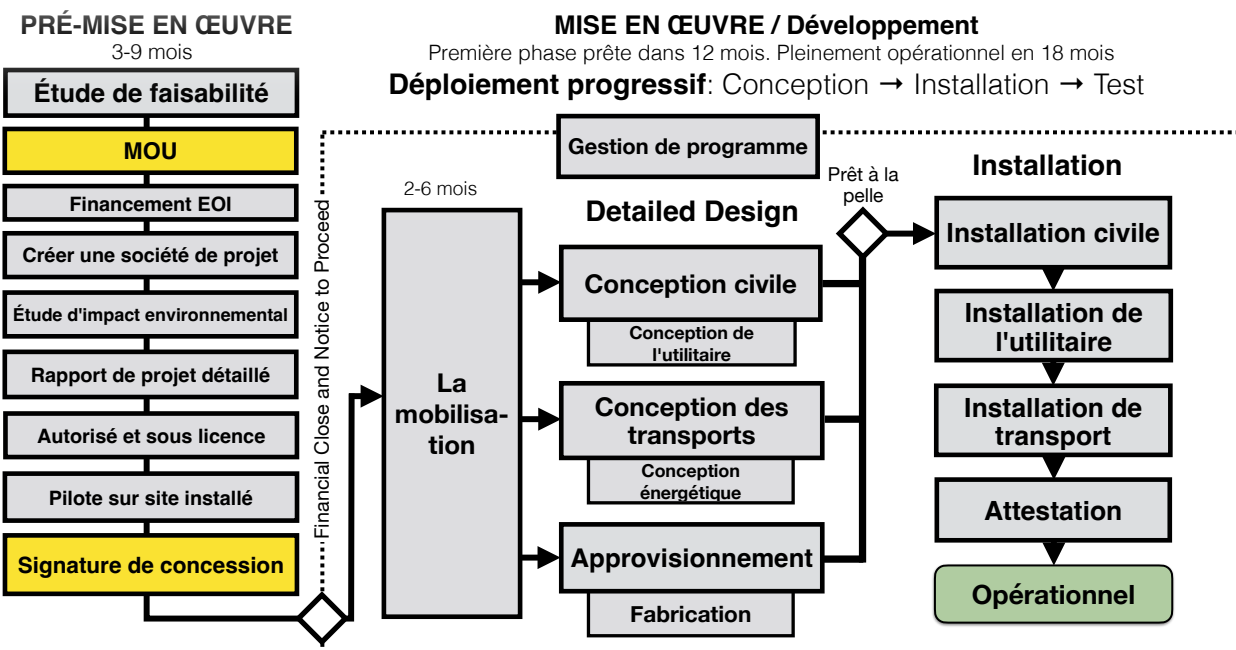 PRÉ-MISE EN ŒUVRE
3-9 mois
Étude de faisabilité
MOU
Financement EOI
Créer une société de projet
Étude d'impact environnemental
Rapport de projet détaillé
Autorisé et sous licence
Pilote sur site installé
Signature de concession
Financial Close and Notice to Proceed
MISE EN ŒUVRE / Développement
Première phase prête dans 12 mois. Pleinement opérationnel en 18 mois
Déploiement progressif: Conception → Installation → Test
Gestion de programme
2-6 mois
La
mobilisa-
tion
Detailed Design
Conception civile
Conception de
l'utilitaire
Conception des
transports
Conception
énergétique
Approvisionnement
Fabrication
Prêt à la
pelle
Installation
Installation civile
Installation de
l'utilitaire
Installation de
transport
Attestation
Opérationnel